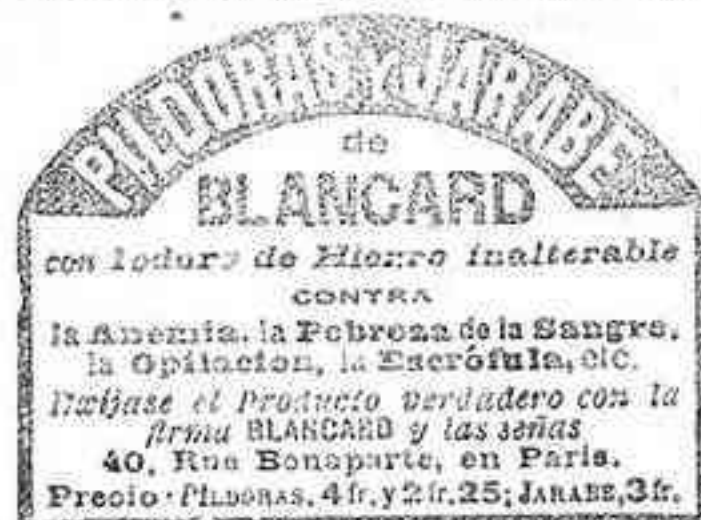 PILDORAS Y JARABE
de
BLANCARD
con Ioduro de Hierro inalterable
CONTRA
la Anemia, la Pobreza de la Sangre,
la Opilacion, la Escrófula, etc.
Exíjase el Producto verdadero con la
firma BLANCARD y las señas
40, Rue Bonaparte, en Paris.
Precio: PÍLDORAS, 4 fr. y 2 fr. 25; JARABE, 3 fr.